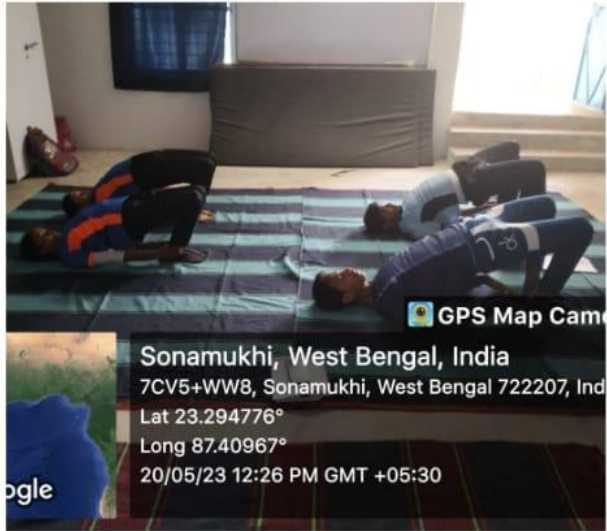 GPS Map Came
Sonamukhi, West Bengal, India
7CV5+WW8, Sonamukhi, West Bengal 722207, Ind
Lat 23.294776°
Long 87.40967°
20/05/23 12:26 PM GMT +05:30
ogle